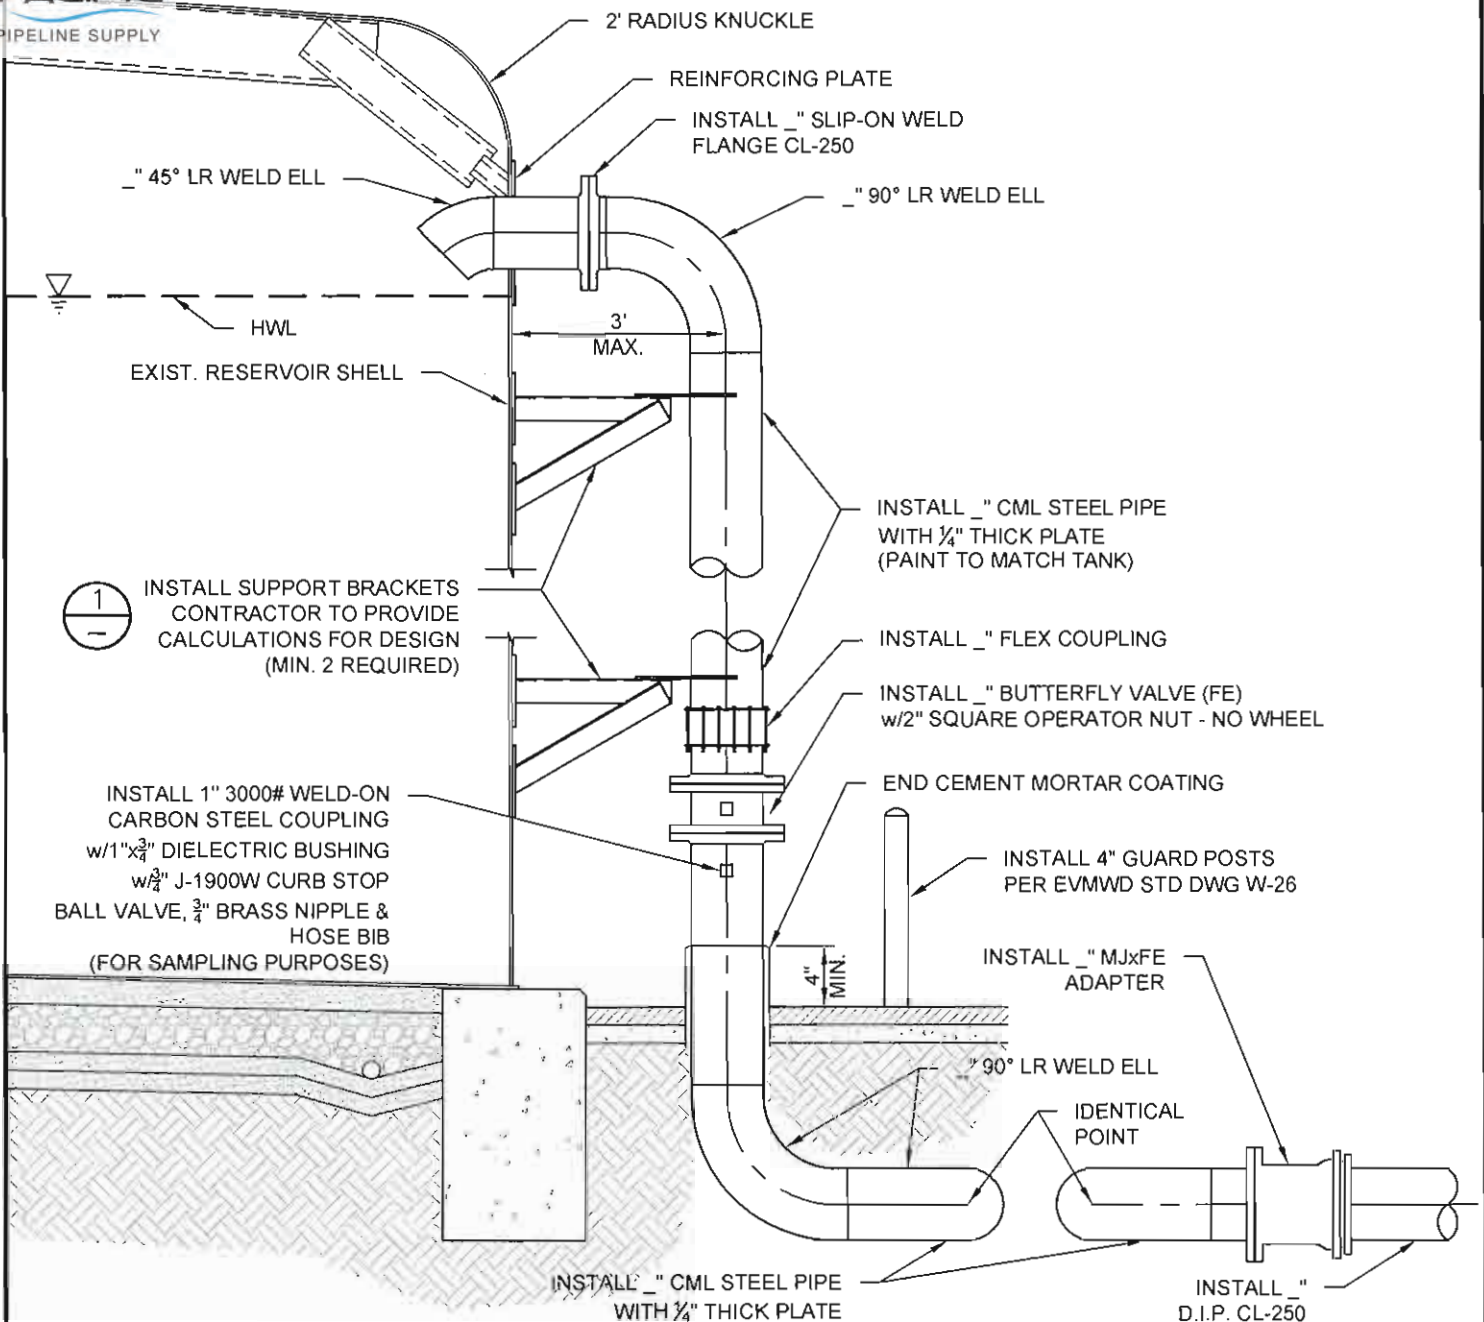 PIPELINE SUPPLY
2' RADIUS KNUCKLE
REINFORCING PLATE
INSTALL _" SLIP-ON WELD
FLANGE CL-250
_" 45° LR WELD ELL
_" 90° LR WELD ELL
HWL
3'
MAX.
EXIST. RESERVOIR SHELL
INSTALL _" CML STEEL PIPE
WITH ¼" THICK PLATE
(PAINT TO MATCH TANK)
1
–
INSTALL SUPPORT BRACKETS
CONTRACTOR TO PROVIDE
CALCULATIONS FOR DESIGN
(MIN. 2 REQUIRED)
INSTALL _" FLEX COUPLING
INSTALL _" BUTTERFLY VALVE (FE)
w/2" SQUARE OPERATOR NUT - NO WHEEL
END CEMENT MORTAR COATING
INSTALL 1" 3000# WELD-ON
CARBON STEEL COUPLING
w/1"x¾" DIELECTRIC BUSHING
w/¾" J-1900W CURB STOP
BALL VALVE, ¾" BRASS NIPPLE &
HOSE BIB
(FOR SAMPLING PURPOSES)
INSTALL 4" GUARD POSTS
PER EVMWD STD DWG W-26
4"
MIN.
INSTALL _" MJxFE
ADAPTER
_" 90° LR WELD ELL
IDENTICAL
POINT
INSTALL _" CML STEEL PIPE
WITH ¼" THICK PLATE
INSTALL _"
D.I.P. CL-250